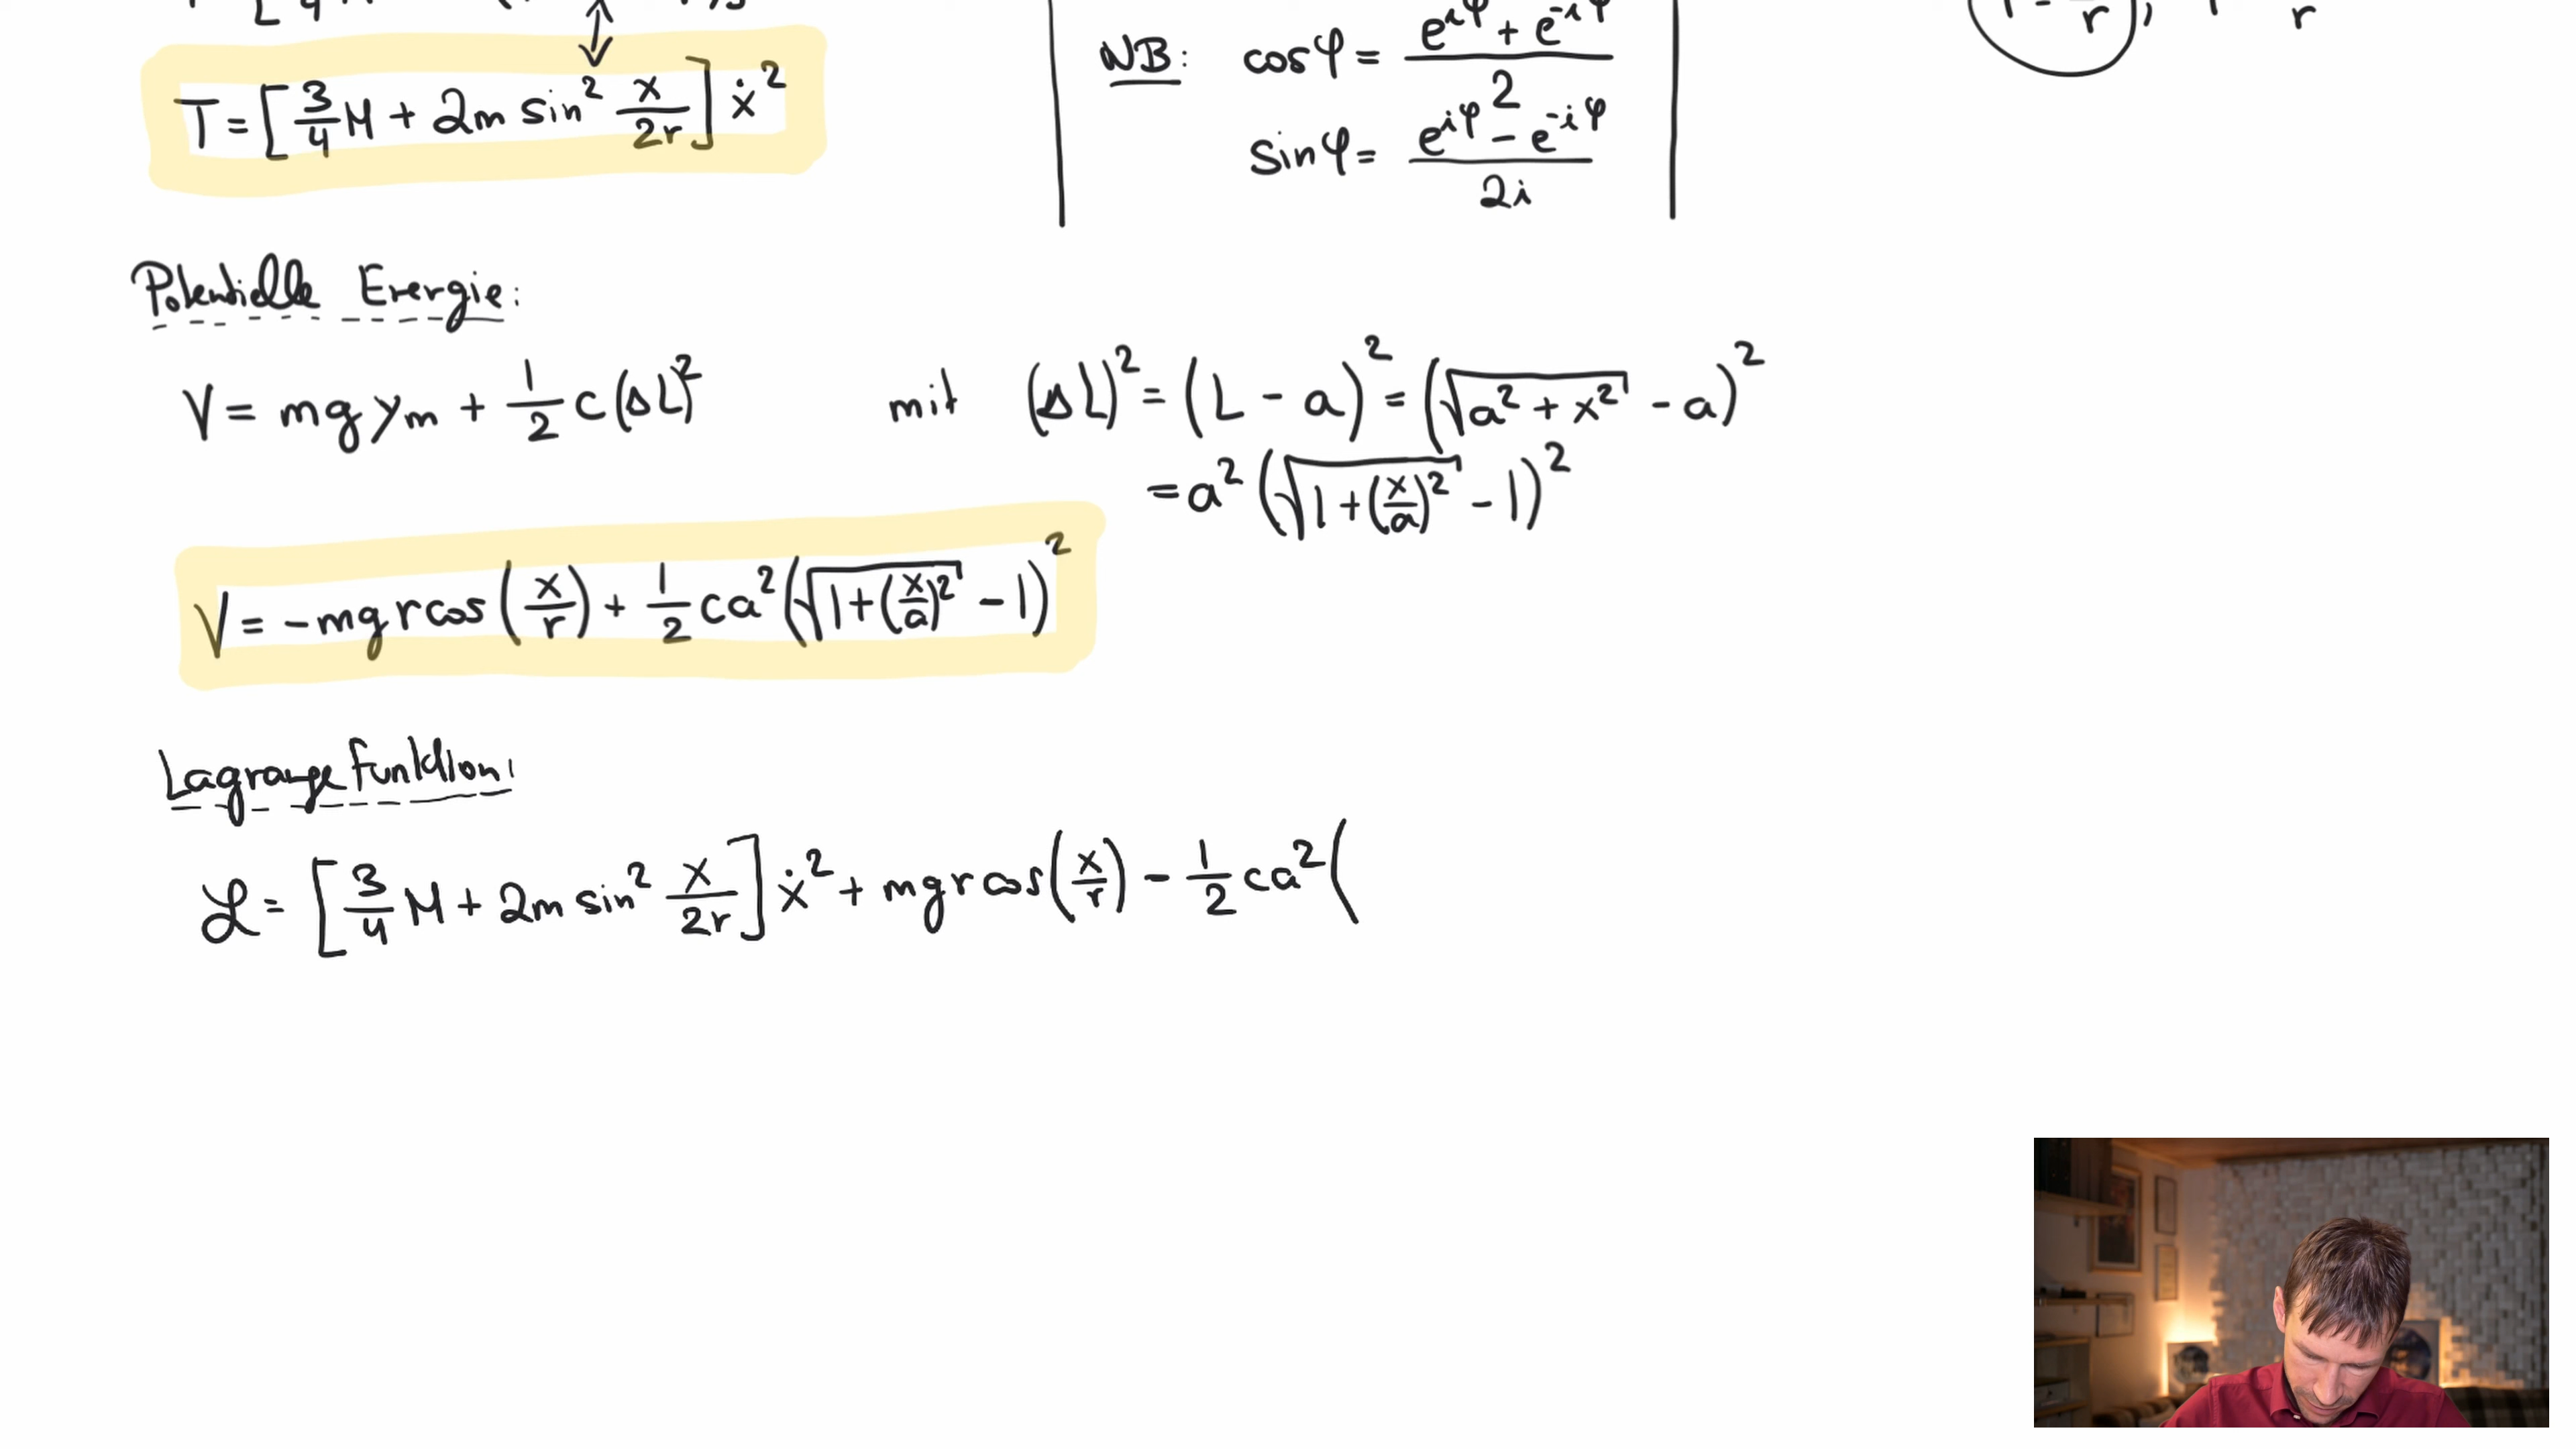 T = [3/4 M + 2m sin² x/2r] ẋ²
NB: cosφ = (e^{iφ} + e^{-iφ})/2
sinφ = (e^{iφ} - e^{-iφ})/2i
Potentielle Energie:
V = mg y_m + 1/2 c(ΔL)² mit (ΔL)² = (L - a)² = (√(a² + x²) - a)²
= a² (√(1 + (x/a)²) - 1)²
V = -mgr cos(x/r) + 1/2 ca² (√(1 + (x/a)²) - 1)²
Lagrangefunktion:
ℒ = [3/4 M + 2m sin² x/2r] ẋ² + mgr cos(x/r) - 1/2 ca² (